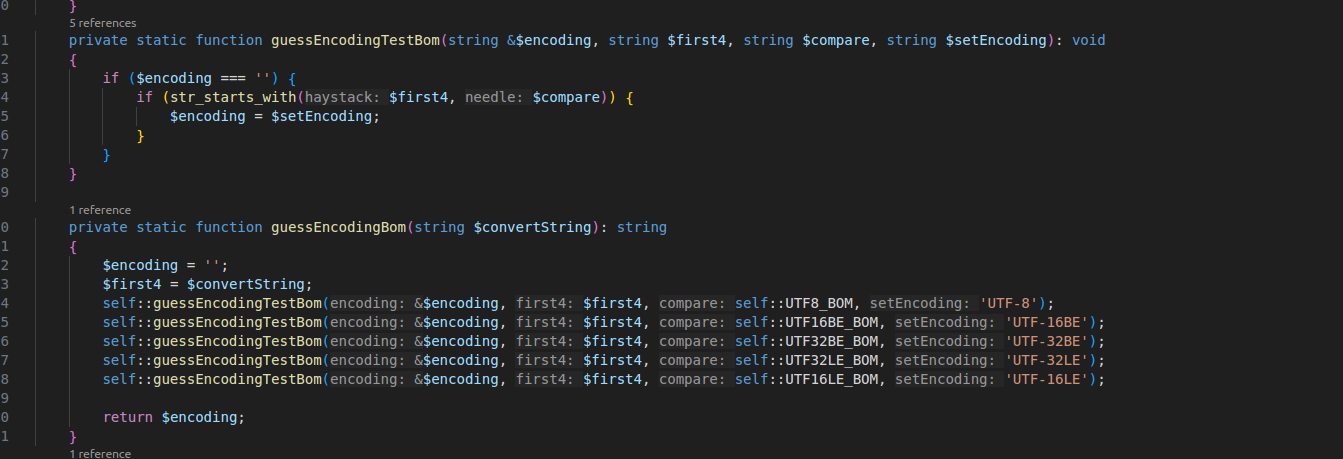 0 }
5 references
1 private static function guessEncodingTestBom(string &$encoding, string $first4, string $compare, string $setEncoding): void
2 {
3 if ($encoding === '') {
4 if (str_starts_with(haystack: $first4, needle: $compare)) {
5 $encoding = $setEncoding;
6 }
7 }
8 }
9
1 reference
0 private static function guessEncodingBom(string $convertString): string
1 {
2 $encoding = '';
3 $first4 = $convertString;
4 self::guessEncodingTestBom(encoding: &$encoding, first4: $first4, compare: self::UTF8_BOM, setEncoding: 'UTF-8');
5 self::guessEncodingTestBom(encoding: &$encoding, first4: $first4, compare: self::UTF16BE_BOM, setEncoding: 'UTF-16BE');
6 self::guessEncodingTestBom(encoding: &$encoding, first4: $first4, compare: self::UTF32BE_BOM, setEncoding: 'UTF-32BE');
7 self::guessEncodingTestBom(encoding: &$encoding, first4: $first4, compare: self::UTF32LE_BOM, setEncoding: 'UTF-32LE');
8 self::guessEncodingTestBom(encoding: &$encoding, first4: $first4, compare: self::UTF16LE_BOM, setEncoding: 'UTF-16LE');
9
0 return $encoding;
1 }
1 reference